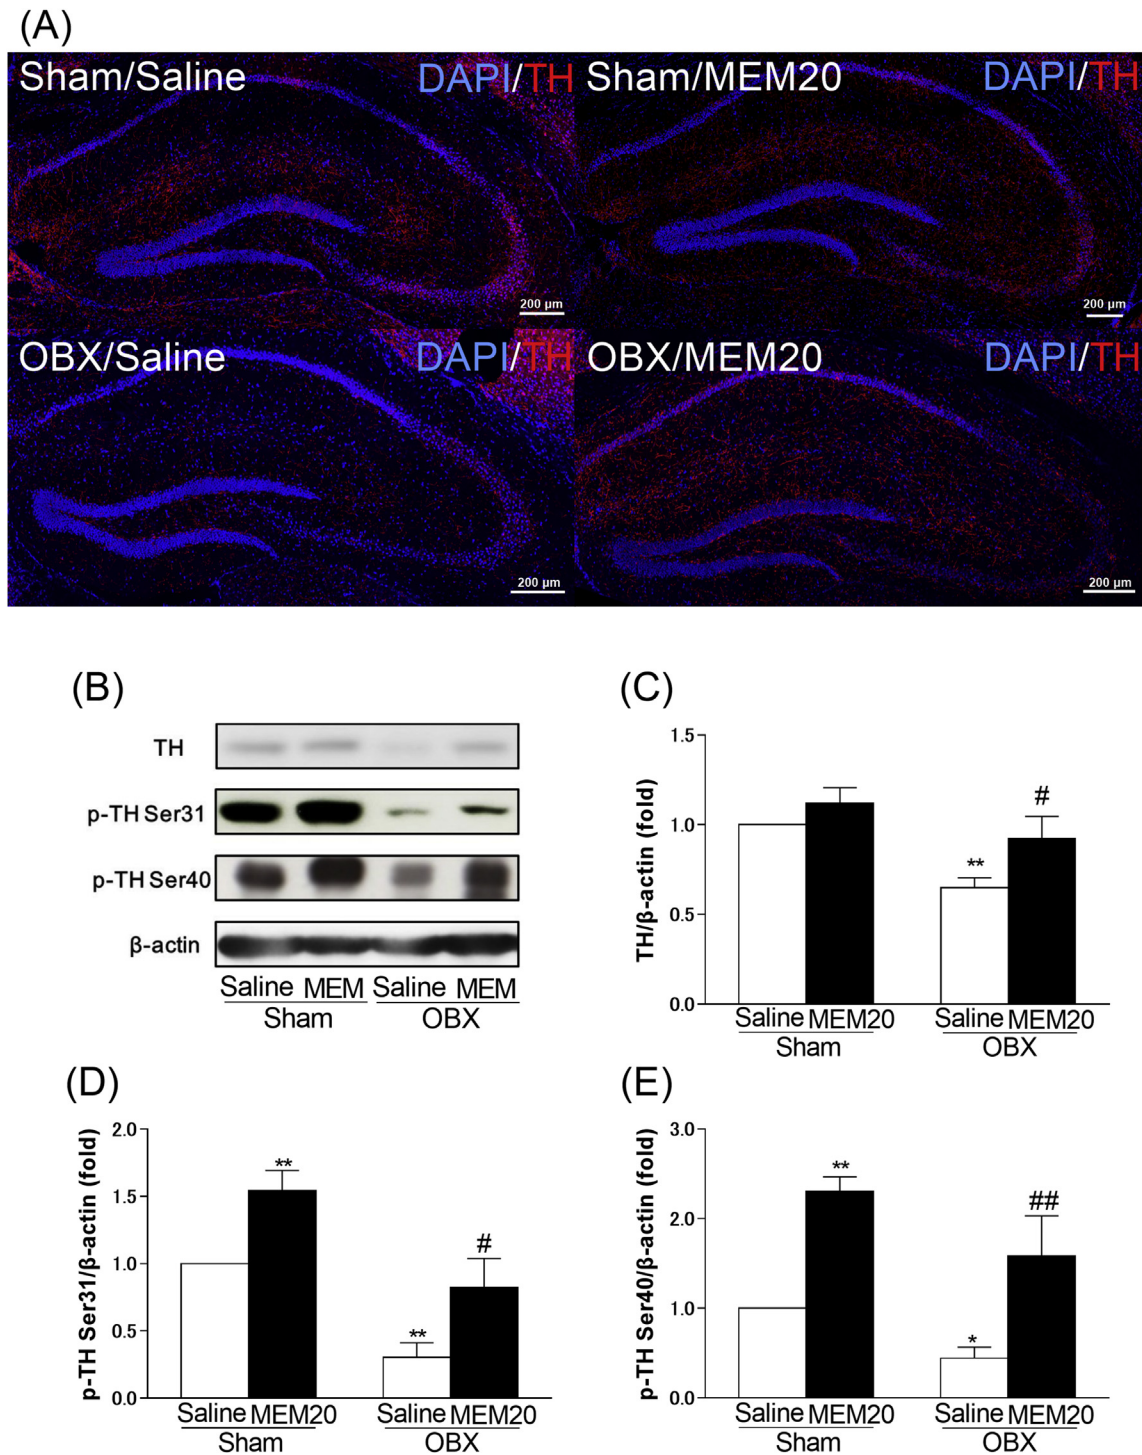 (A)
Sham/Saline DAPI/TH Sham/MEM20 DAPI/TH
200 µm 200 µm
OBX/Saline DAPI/TH OBX/MEM20 DAPI/TH
200 µm 200 µm
(B)
TH
p-TH Ser31
p-TH Ser40
β-actin
Saline MEM Saline MEM
Sham OBX
(C)
TH/β-actin (fold)
1.5
1.0
0.5
0.0
**
#
Saline MEM20 Saline MEM20
Sham OBX
(D)
p-TH Ser31/β-actin (fold)
2.0
1.5
1.0
0.5
0.0
**
**
#
Saline MEM20 Saline MEM20
Sham OBX
(E)
p-TH Ser40/β-actin (fold)
3.0
2.0
1.0
0.0
**
*
##
Saline MEM20 Saline MEM20
Sham OBX